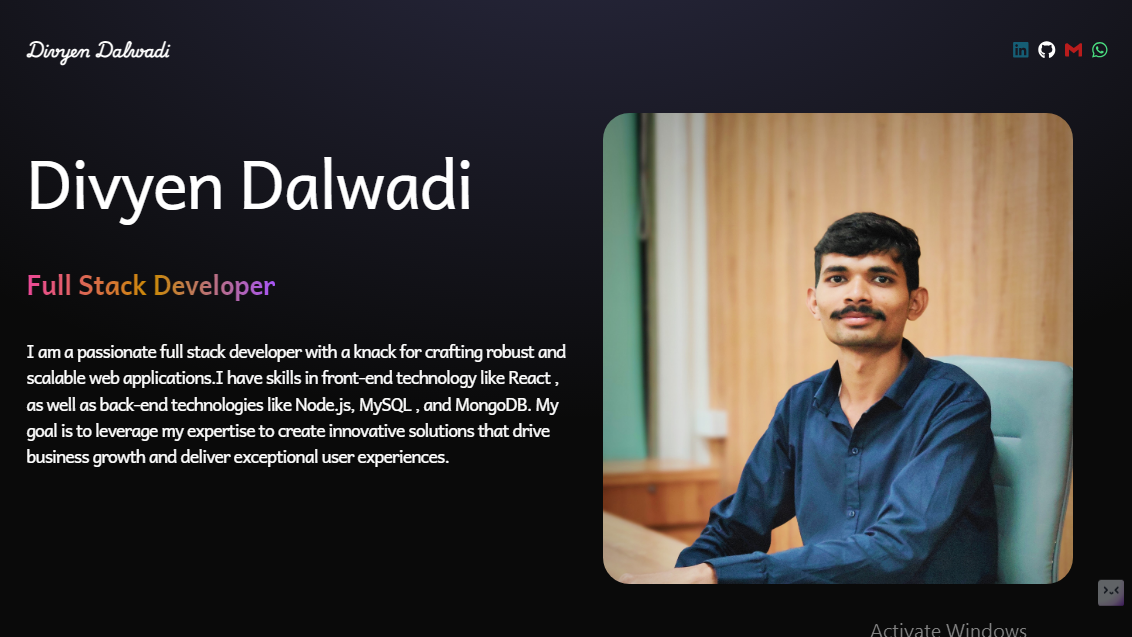 Divyen Dalwadi
Divyen Dalwadi
Full Stack Developer
I am a passionate full stack developer with a knack for crafting robust and
scalable web applications.I have skills in front-end technology like React ,
as well as back-end technologies like Node.js, MySQL , and MongoDB. My
goal is to leverage my expertise to create innovative solutions that drive
business growth and deliver exceptional user experiences.
Activate Windows